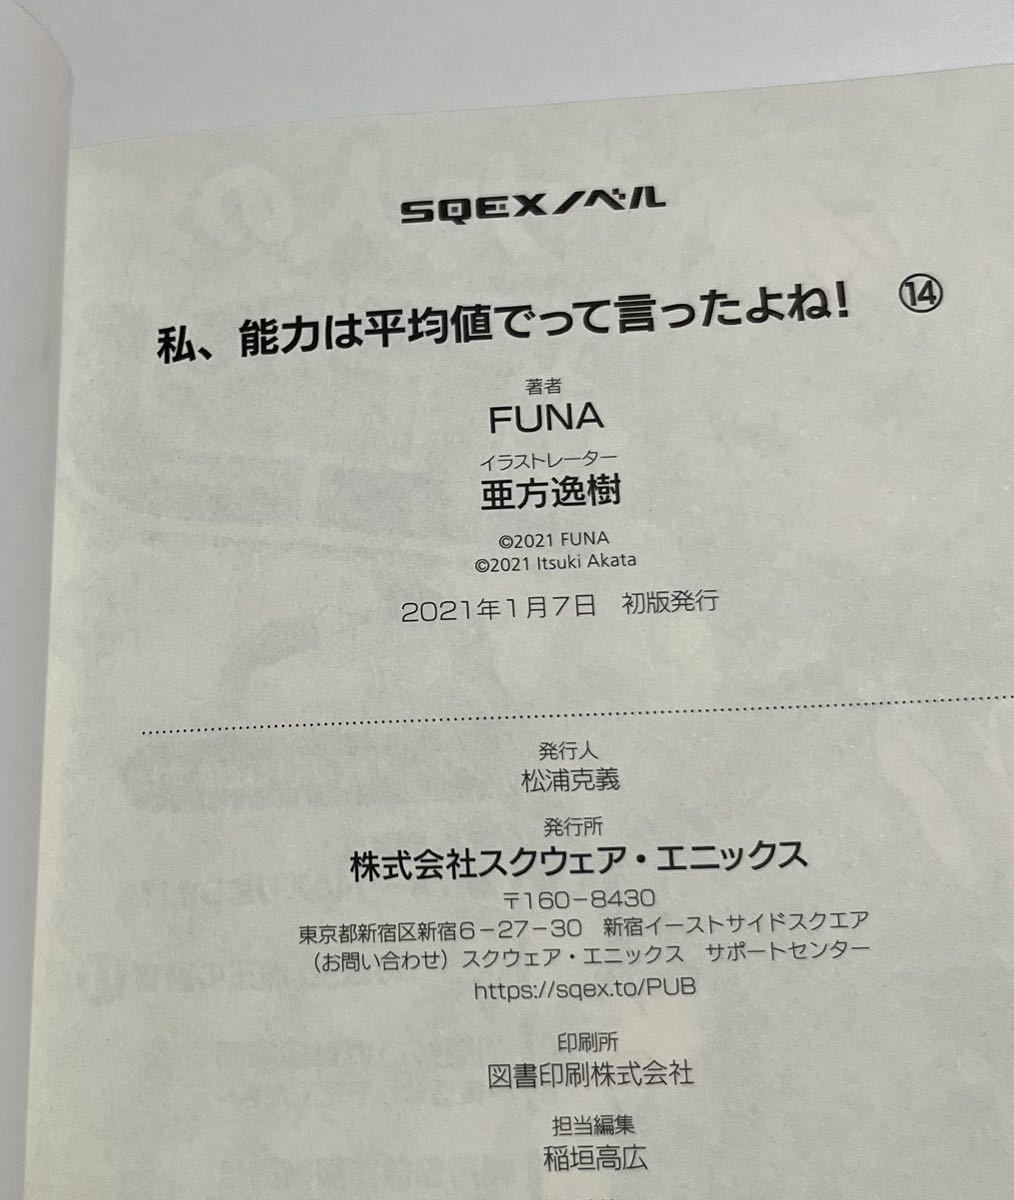 SQEXノベル
私、能力は平均値でって言ったよね! ⑭
著者
FUNA
イラストレーター
亜方逸樹
©2021 FUNA
©2021 Itsuki Akata
2021年1月7日 初版発行
発行人
松浦克義
発行所
株式会社スクウェア・エニックス
〒160-8430
東京都新宿区新宿6-27-30 新宿イーストサイドスクエア
(お問い合わせ)スクウェア・エニックス サポートセンター
https://sqex.to/PUB
印刷所
図書印刷株式会社
担当編集
稲垣高広